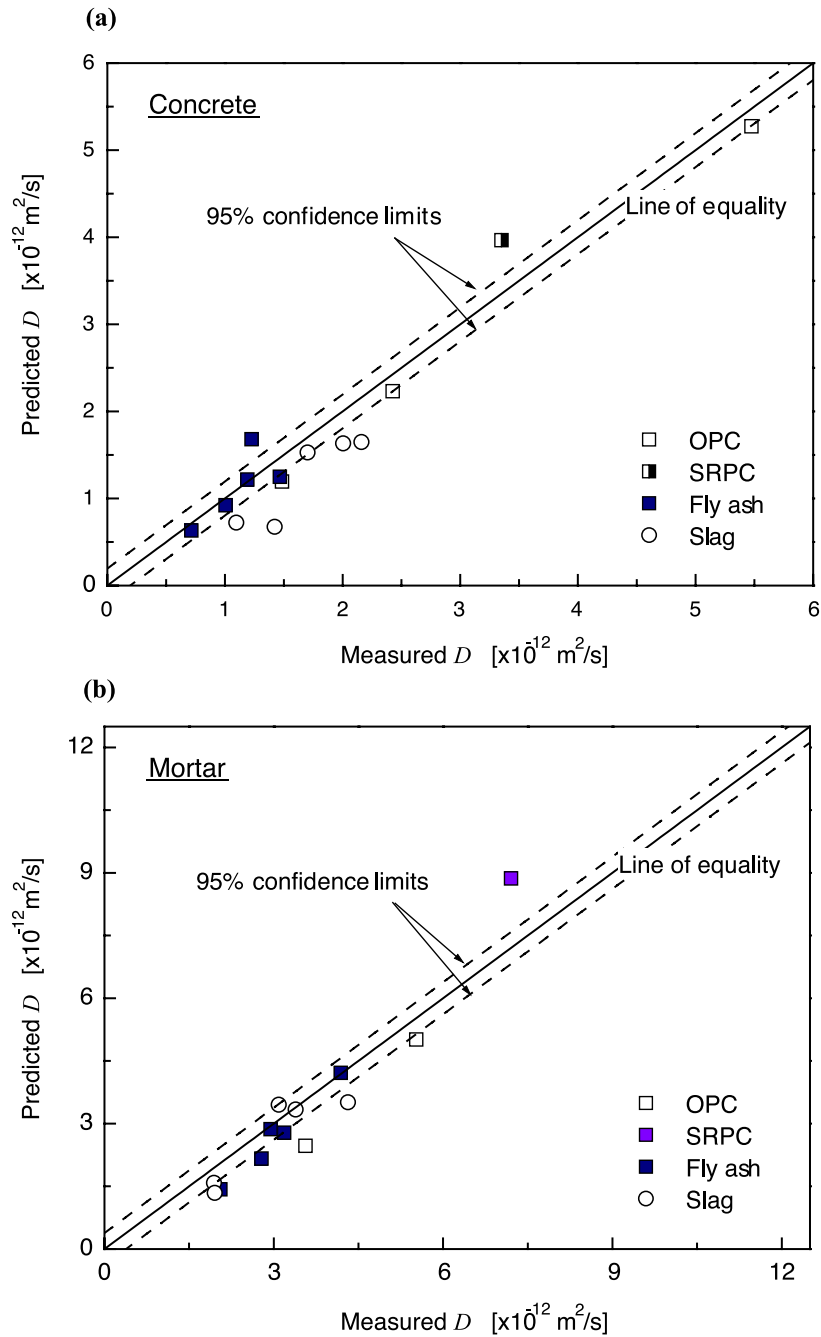 (a)
6
Concrete
5
Line of equality
95% confidence limits
4
Predicted D [x10⁻¹² m²/s]
3
OPC
2
SRPC
Fly ash
1
Slag
0
0 1 2 3 4 5 6
Measured D [x10⁻¹² m²/s]
(b)
12
Mortar
9
Line of equality
95% confidence limits
Predicted D [x10⁻¹² m²/s]
6
OPC
3
SRPC
Fly ash
Slag
0
0 3 6 9 12
Measured D [x10⁻¹² m²/s]